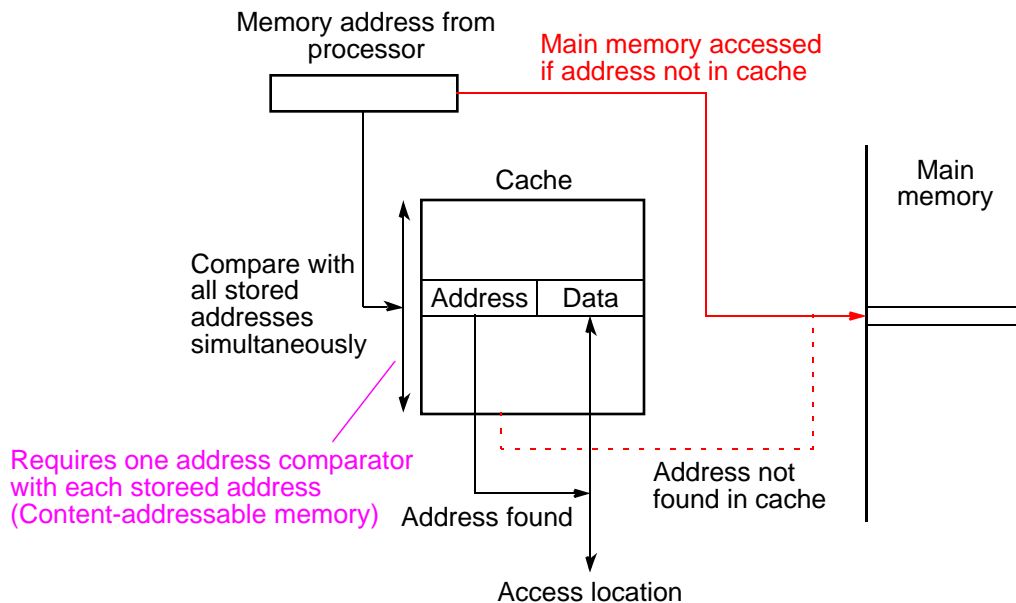 Memory address from
processor
Main memory accessed
if address not in cache
Main
memory
Cache
Compare with
all stored
addresses
simultaneously
Address
Data
Requires one address comparator
with each storeed address
(Content-addressable memory)
Address not
found in cache
Address found
Access location